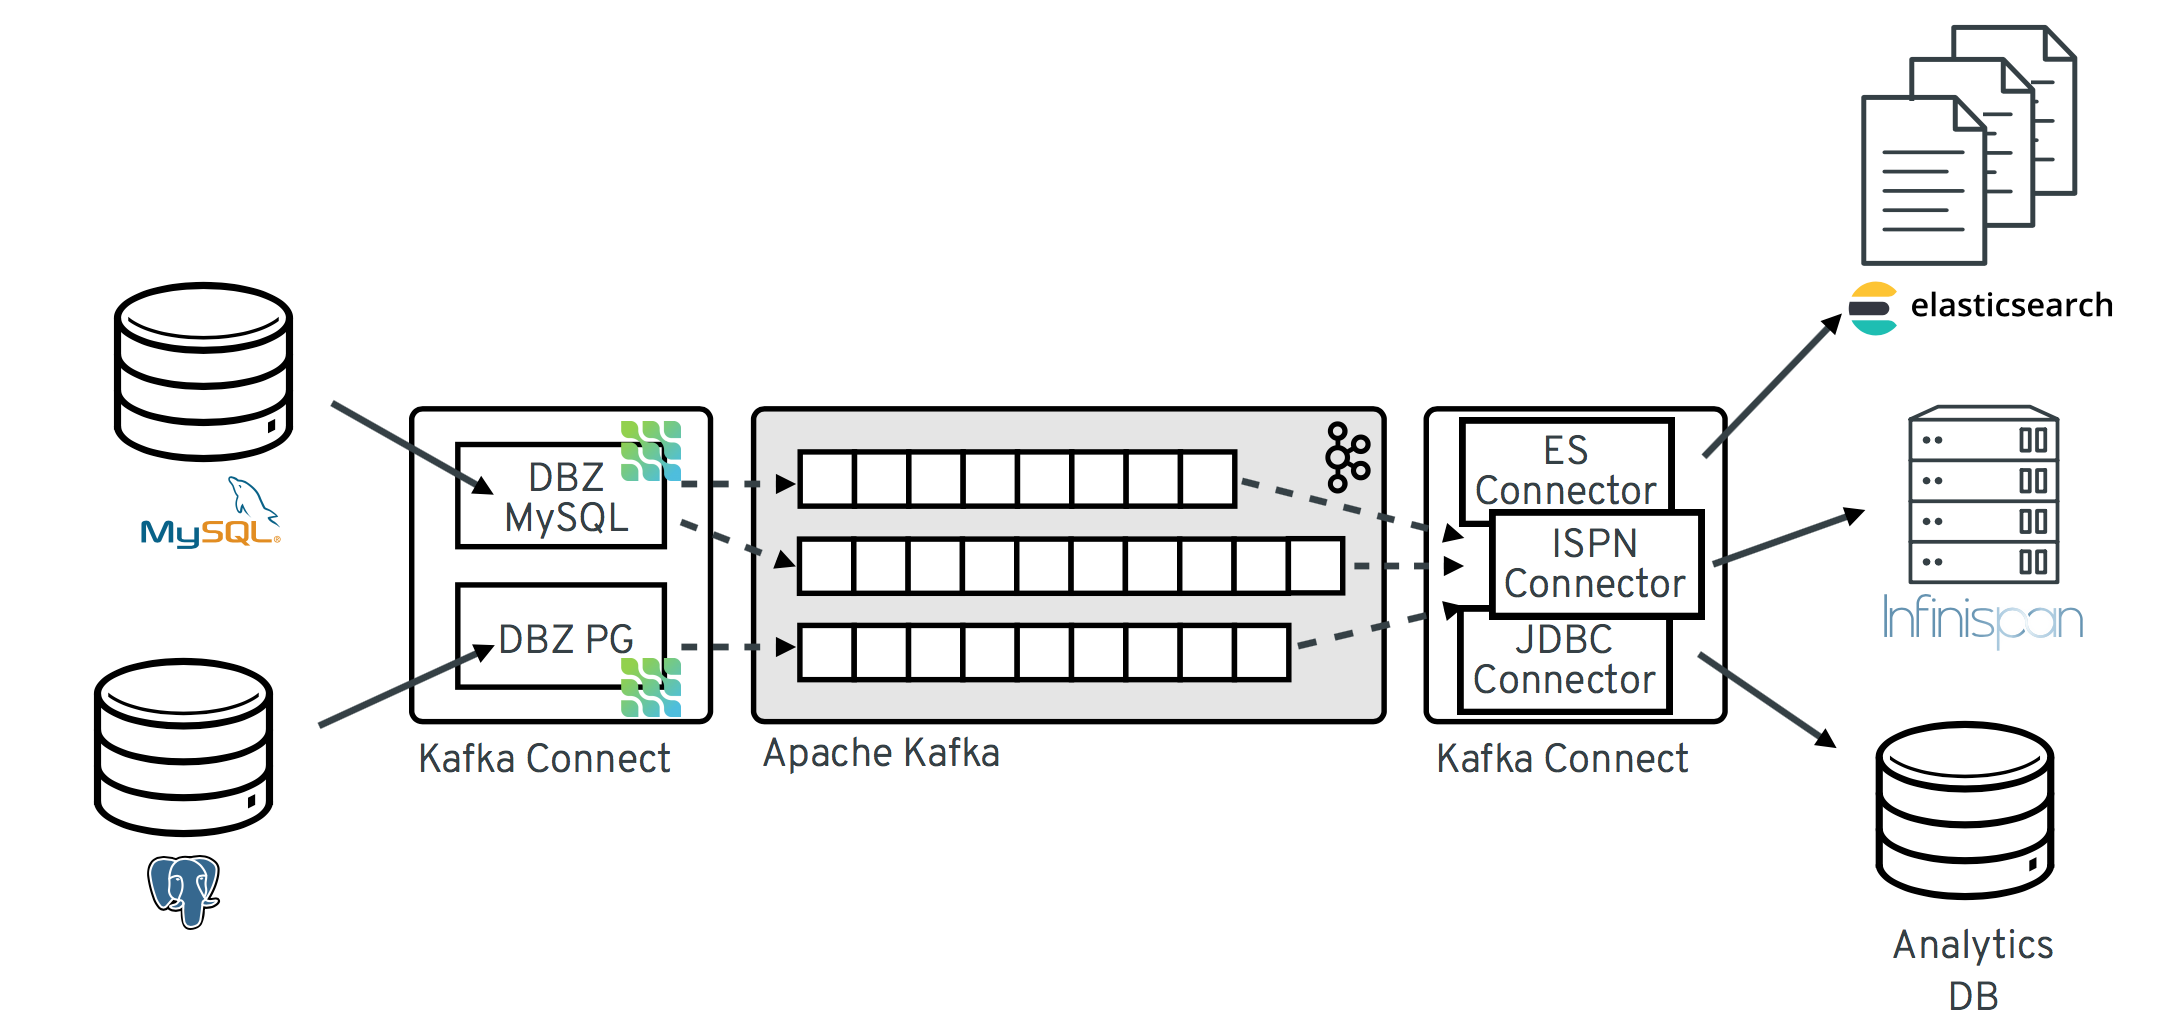 MySQL®
DBZ
MySQL
DBZ PG
Kafka Connect
Apache Kafka
ES
Connector
ISPN
Connector
JDBC
Connector
Kafka Connect
elasticsearch
Infinispan
Analytics
DB